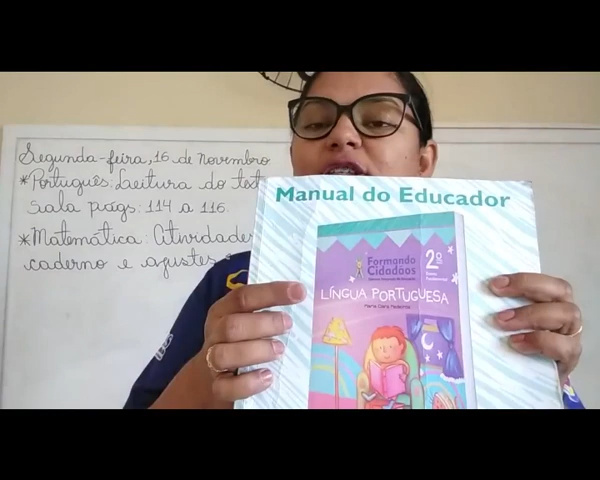 Segunda-feira, 16 de novembro
*Português: Leitura do text
sala págs: 114 a 116.
*Matemática: Atividades
caderno e ajustes
Manual do Educador
Formando
Cidadãos
2º
LÍNGUA PORTUGUESA